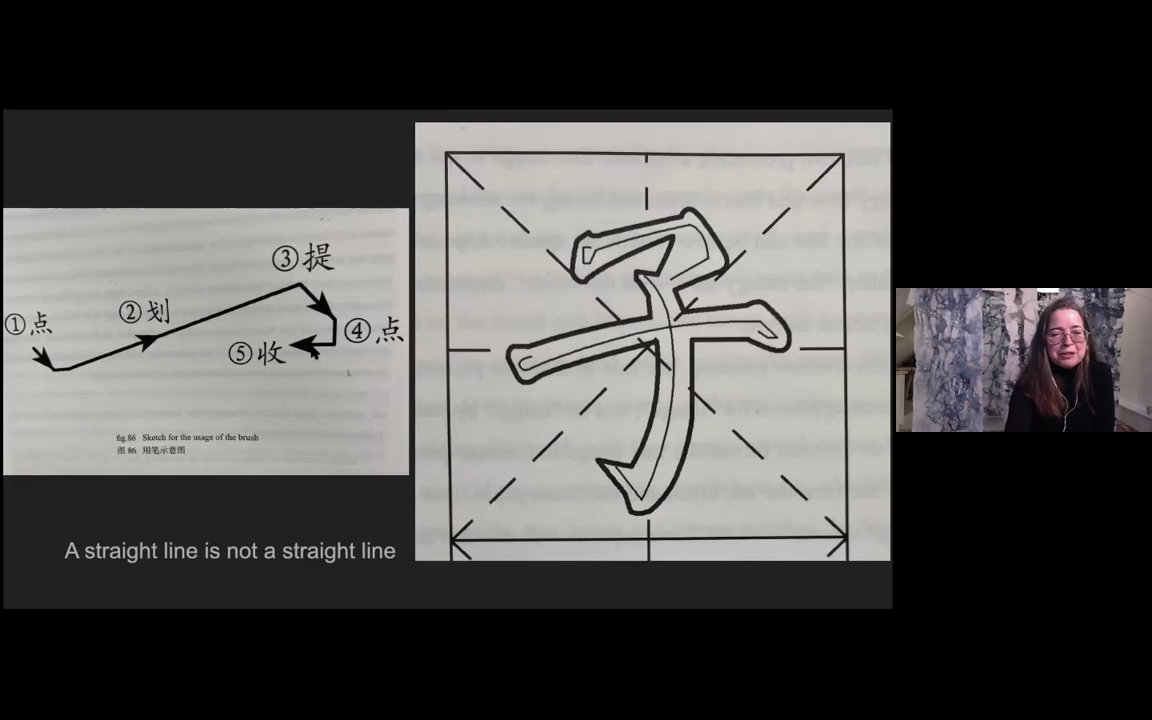 ③提
②划
①点
④点
⑤收
fig.86 Sketch for the usage of the brush
图 86 用笔示意图
A straight line is not a straight line
子